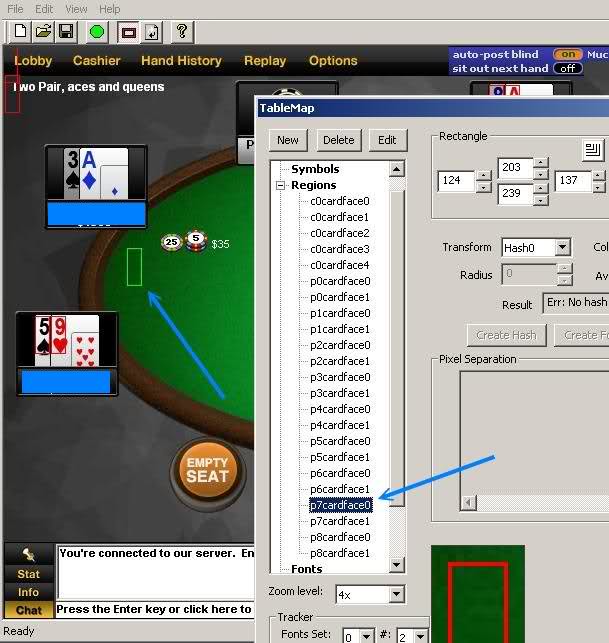 File Edit View Help
Lobby Cashier Hand History Replay Options
auto-post blind on Muc
sit out next hand off
Two Pair, aces and queens
TableMap
New Delete Edit
Symbols
Regions
c0cardface0
c0cardface1
c0cardface2
c0cardface3
c0cardface4
p0cardface0
p0cardface1
p1cardface0
p1cardface1
p2cardface0
p2cardface1
p3cardface0
p3cardface1
p4cardface0
p4cardface1
p5cardface0
p5cardface1
p6cardface0
p6cardface1
p7cardface0
p7cardface1
p8cardface0
p8cardface1
Fonts
Rectangle
203
124
137
239
Transform Hash0 Col
Radius 0 Av
Result Err: No hash
Create Hash Create Fo
Pixel Separation
Zoom level: 4x
Tracker
Fonts Set: 0 #: 2
3 A
25 5 $35
5 9
EMPTY
SEAT
Stat
Info
Chat
You're connected to our server. En
Press the Enter key or click here to
Ready